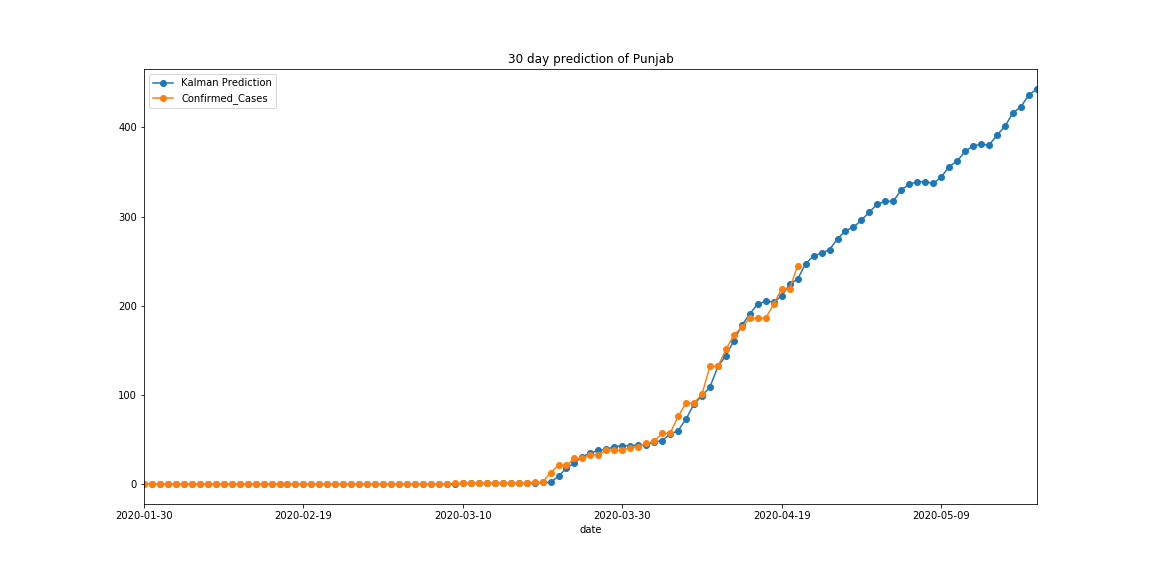 30 day prediction of Punjab
Kalman Prediction
Confirmed_Cases
400
300
200
100
0
2020-01-30 2020-02-19 2020-03-10 2020-03-30 2020-04-19 2020-05-09
date